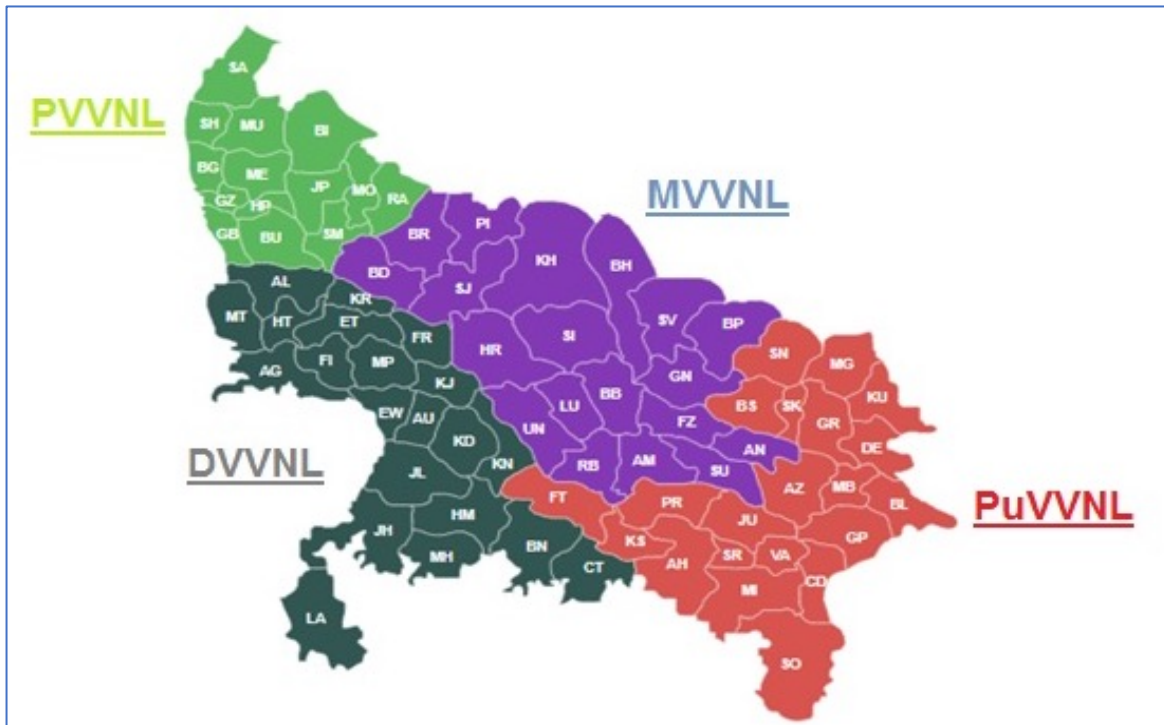 SA
PVVNL
SH MU BI
BG ME JP MO RA
GZ HP
GB BU SM
MVVNL
BR PI
BD SJ KH BH
AL KR
MT HT ET FR
SV BP
HR SI
AG FI MP KJ
GN
SN MG
EW AU UN LU BB
BS SK KU
KD FZ GR
DVVNL
JL KN RB AM SU AN DE
FT PR AZ MB BL
PuVVNL
JH HM JU
MH BN KS SR VA GP
CT AH MI CD
LA
SO